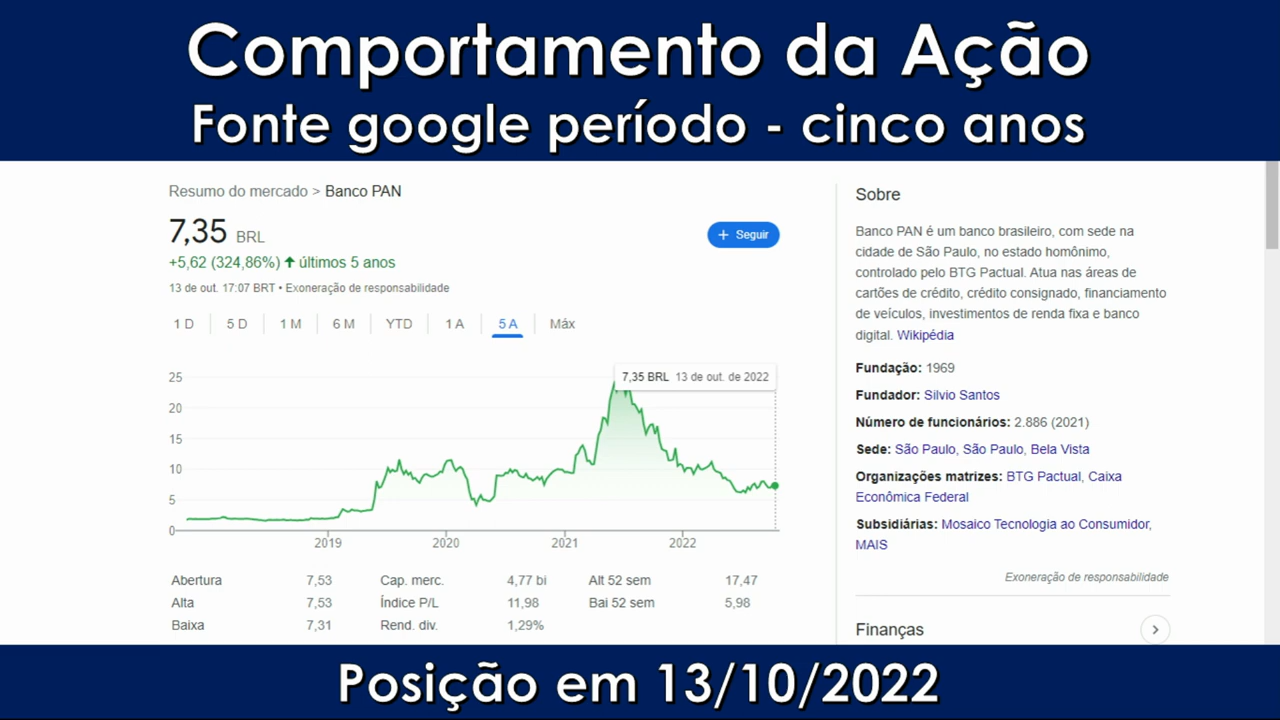 Comportamento da Ação
Fonte google período - cinco anos
Resumo do mercado > Banco PAN
7,35 BRL
+ Seguir
+5,62 (324,86%) ↑ últimos 5 anos
13 de out. 17:07 BRT • Exoneração de responsabilidade
1 D 5 D 1 M 6 M YTD 1 A 5 A Máx
7,35 BRL 13 de out. de 2022
25
20
15
10
5
0
2019 2020 2021 2022
Abertura 7,53 Cap. merc. 4,77 bi Alt 52 sem 17,47
Alta 7,53 Índice P/L 11,98 Bai 52 sem 5,98
Baixa 7,31 Rend. div. 1,29%
Sobre
Banco PAN é um banco brasileiro, com sede na
cidade de São Paulo, no estado homônimo,
controlado pelo BTG Pactual. Atua nas áreas de
cartões de crédito, crédito consignado, financiamento
de veículos, investimentos de renda fixa e banco
digital. Wikipédia
Fundação: 1969
Fundador: Silvio Santos
Número de funcionários: 2.886 (2021)
Sede: São Paulo, São Paulo, Bela Vista
Organizações matrizes: BTG Pactual, Caixa
Econômica Federal
Subsidiárias: Mosaico Tecnologia ao Consumidor,
MAIS
Exoneração de responsabilidade
Finanças
Posição em 13/10/2022